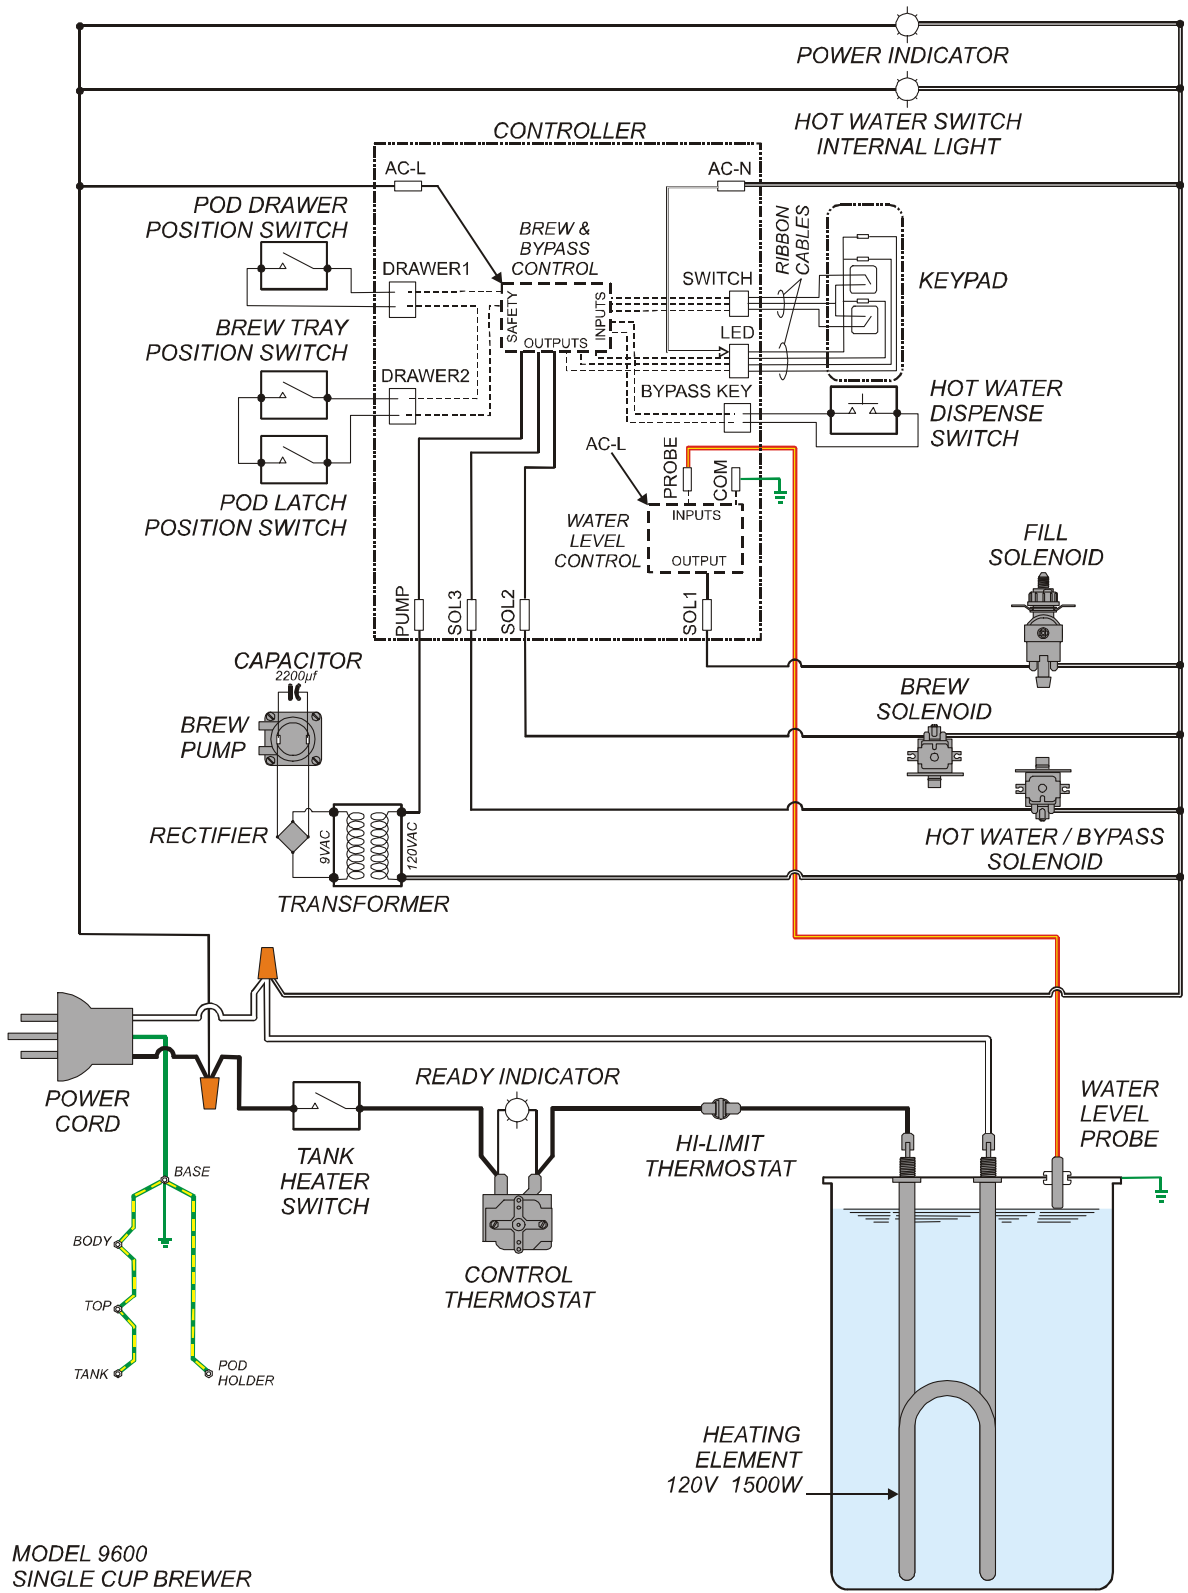 POWER INDICATOR
HOT WATER SWITCH
INTERNAL LIGHT
CONTROLLER
AC-L
AC-N
POD DRAWER
POSITION SWITCH
BREW &
BYPASS
CONTROL
RIBBON
CABLES
DRAWER1
SWITCH
KEYPAD
SAFETY
INPUTS
OUTPUTS
BREW TRAY
POSITION SWITCH
LED
DRAWER2
BYPASS KEY
HOT WATER
DISPENSE
SWITCH
AC-L
PROBE
COM
POD LATCH
POSITION SWITCH
INPUTS
WATER
LEVEL
CONTROL
OUTPUT
FILL
SOLENOID
PUMP
SOL3
SOL2
SOL1
CAPACITOR
2200µf
BREW
PUMP
BREW
SOLENOID
RECTIFIER
9VAC
120VAC
HOT WATER / BYPASS
SOLENOID
TRANSFORMER
POWER
CORD
READY INDICATOR
WATER
LEVEL
PROBE
TANK
HEATER
SWITCH
HI-LIMIT
THERMOSTAT
BASE
BODY
CONTROL
THERMOSTAT
TOP
TANK
POD
HOLDER
HEATING
ELEMENT
120V 1500W
MODEL 9600
SINGLE CUP BREWER